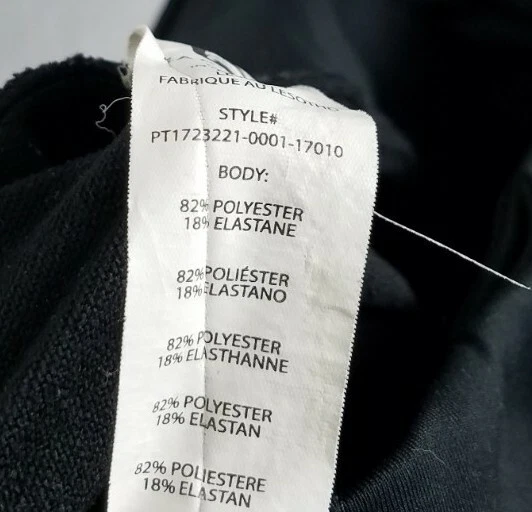 FABRIQUE AU LESOTHO
STYLE#
PT1723221-0001-17010
BODY:
82% POLYESTER
18% ELASTANE
82% POLIÉSTER
18% ELASTANO
82% POLYESTER
18% ELASTHANNE
82% POLYESTER
18% ELASTAN
82% POLIESTERE
18% ELASTAN